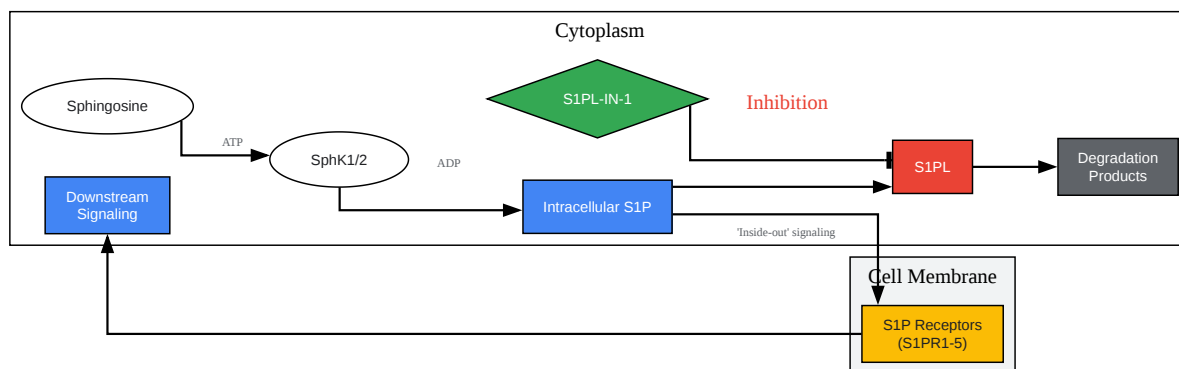 Cytoplasm
Sphingosine
S1PL-IN-1
Inhibition
ATP
SphK1/2
ADP
S1PL
Degradation
Products
Downstream
Signaling
Intracellular S1P
'Inside-out' signaling
Cell Membrane
S1P Receptors
(S1PR1-5)